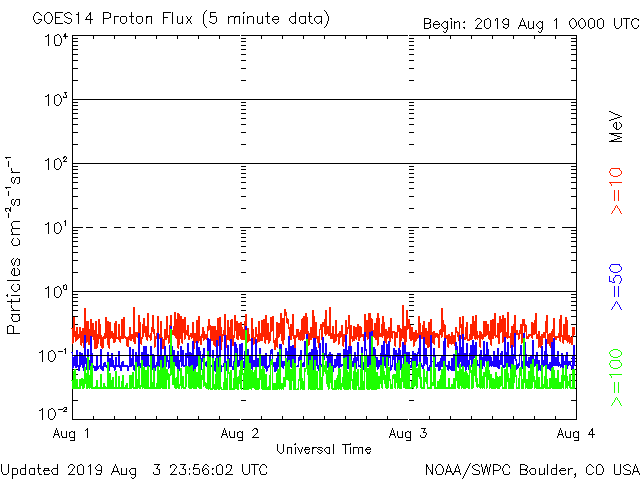 GOES14 Proton Flux (5 minute data)
Begin: 2019 Aug 1 0000 UTC
10⁴
10³
10²
10¹
10⁰
10⁻¹
10⁻²
Particles cm⁻²s⁻¹sr⁻¹
Aug 1
Aug 2
Aug 3
Aug 4
Universal Time
MeV
>=10
>=50
>=100
Updated 2019 Aug 3 23:56:02 UTC
NOAA/SWPC Boulder, CO USA